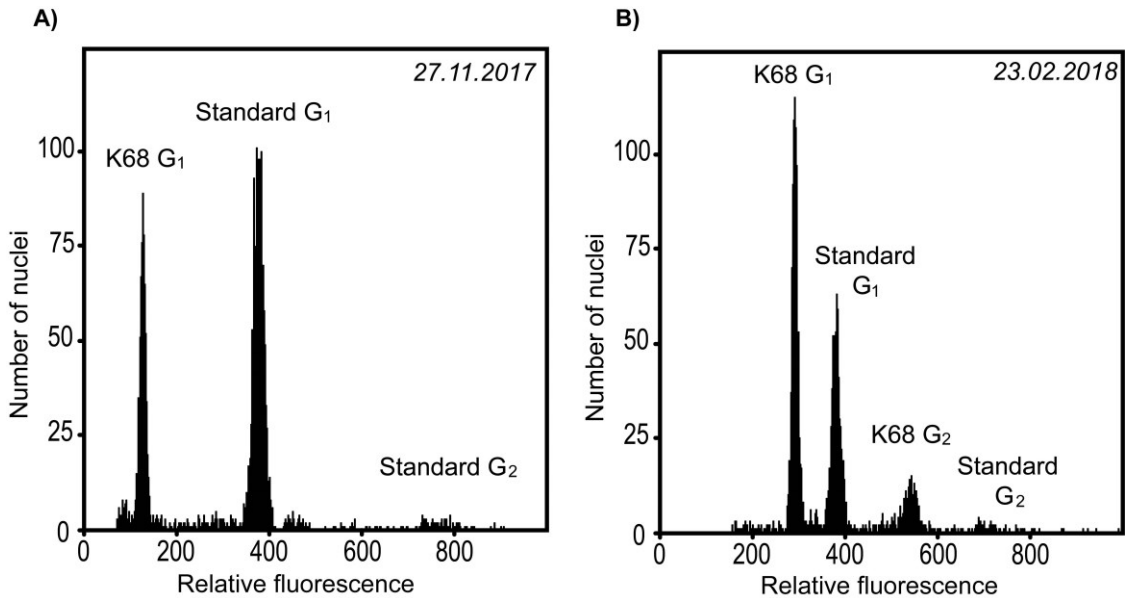 A)
27.11.2017
Standard G₁
K68 G₁
Standard G₂
Number of nuclei
100
75
50
25
0
0 200 400 600 800
Relative fluorescence
B)
23.02.2018
K68 G₁
Standard
G₁
K68 G₂
Standard
G₂
Number of nuclei
100
75
50
25
0
0 200 400 600 800
Relative fluorescence